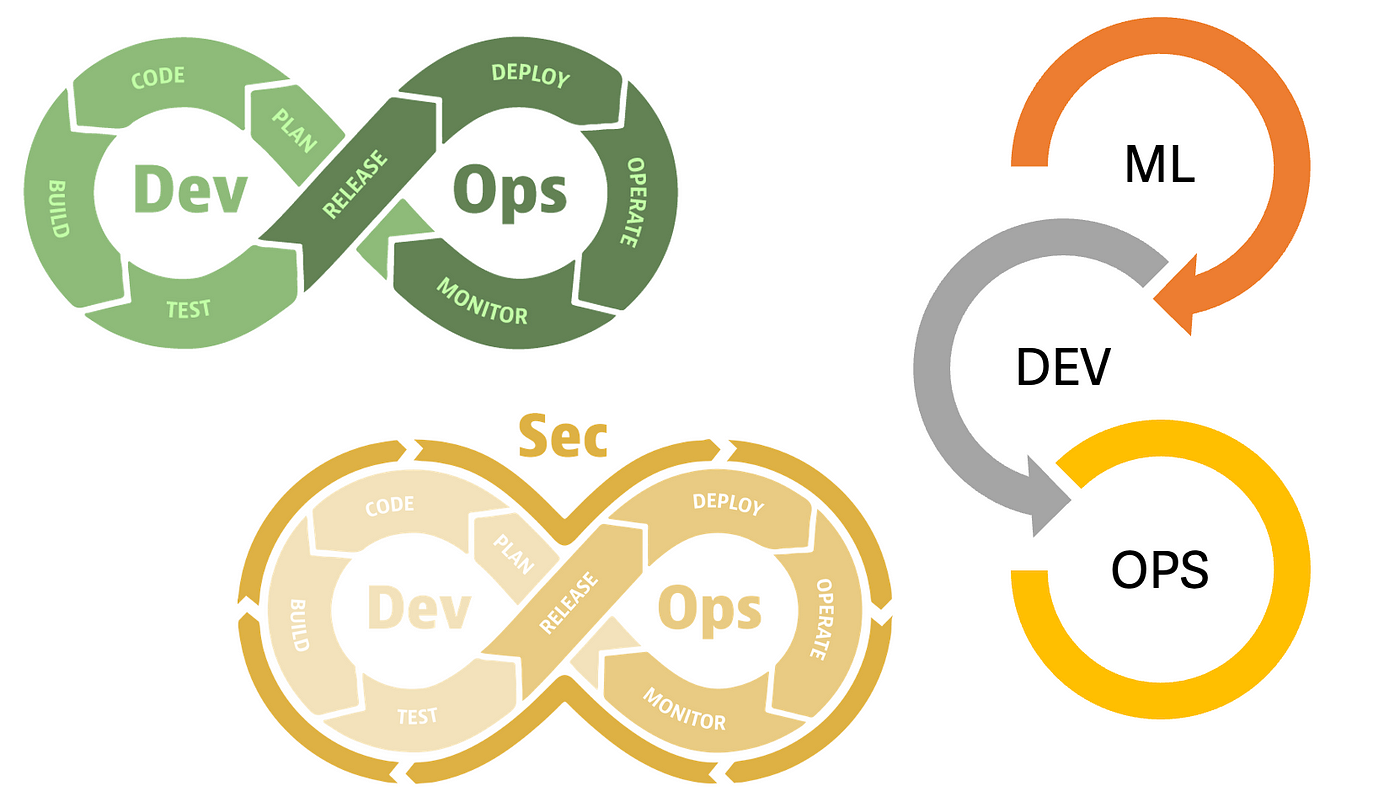 CODE
PLAN
BUILD
Dev
TEST
RELEASE
DEPLOY
Ops
OPERATE
MONITOR
Sec
CODE
PLAN
BUILD
Dev
TEST
RELEASE
DEPLOY
Ops
OPERATE
MONITOR
ML
DEV
OPS